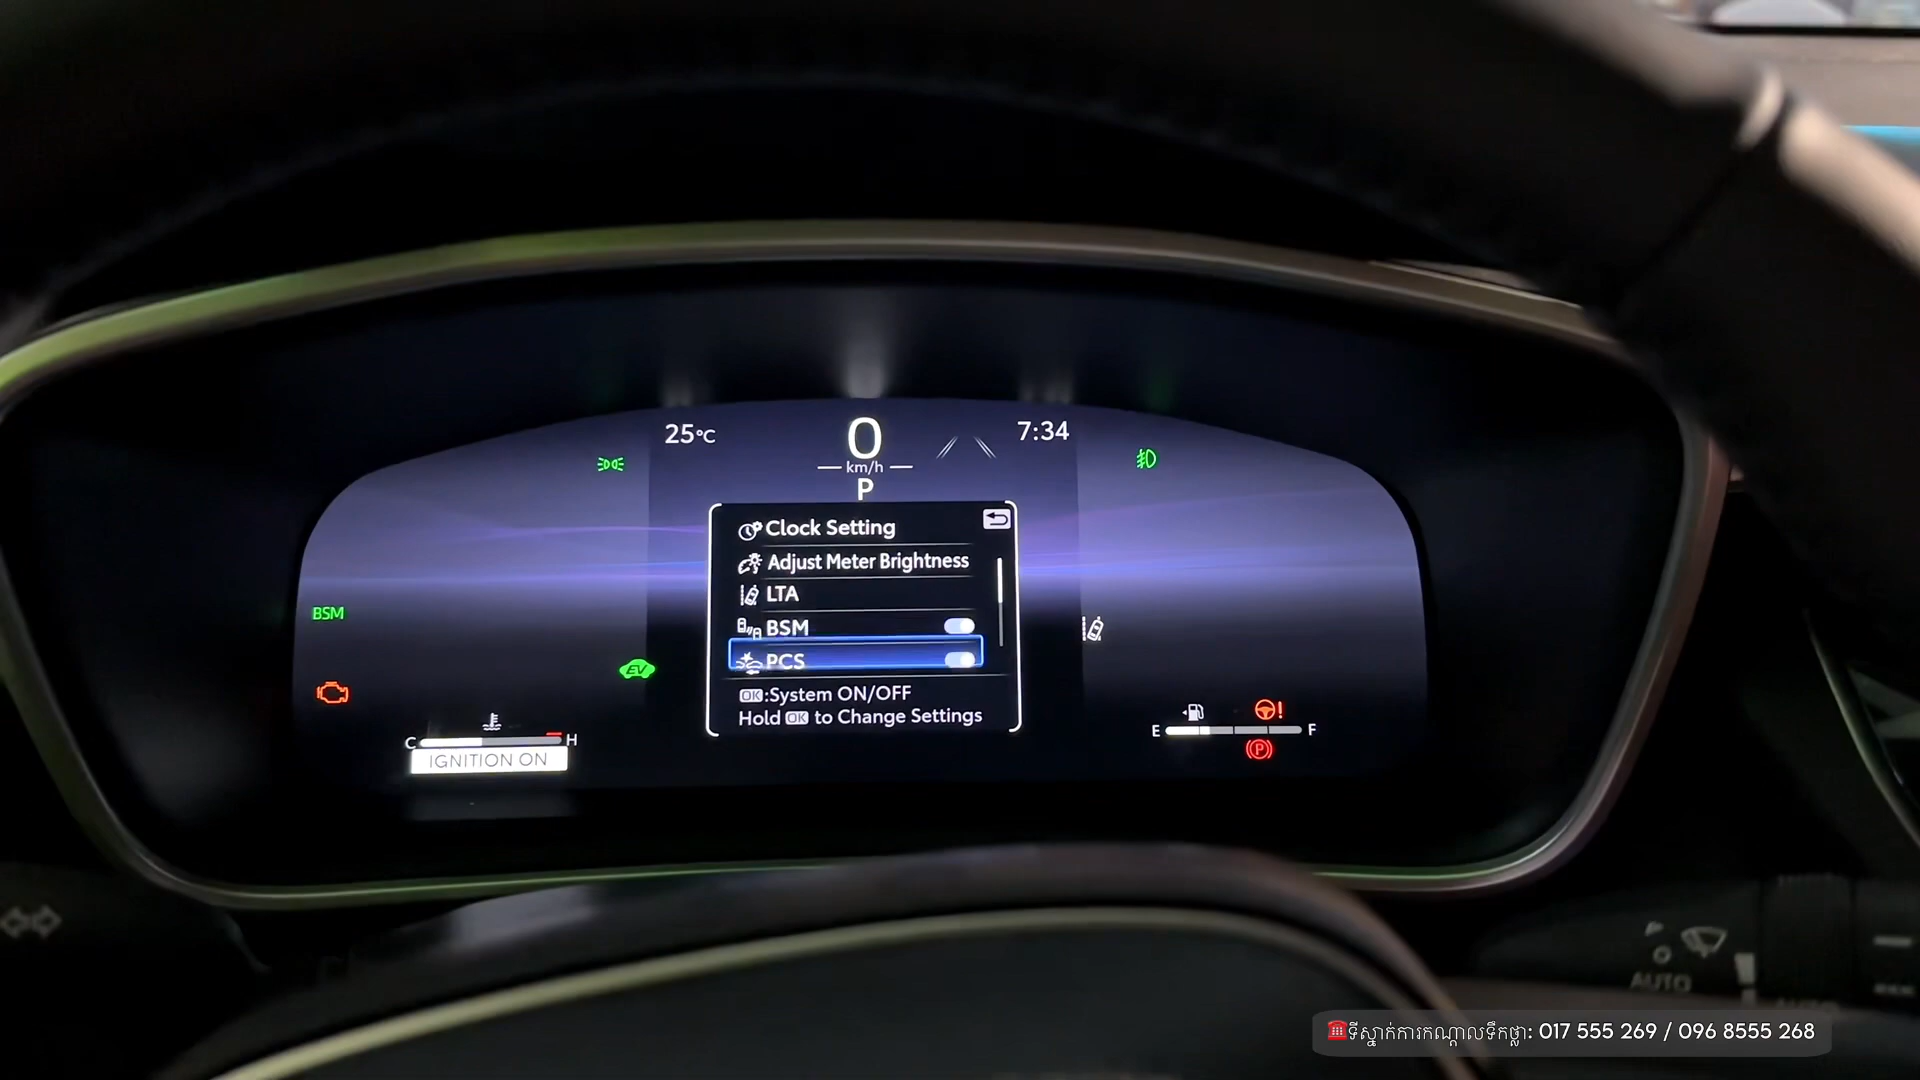 25°C
0
km/h
P
7:34
Clock Setting
Adjust Meter Brightness
LTA
BSM
PCS
OK:System ON/OFF
Hold OK to Change Settings
BSM
EV
C
H
IGNITION ON
E
F
!
P
AUTO
ទីស្នាក់ការកណ្តាលទឹកថ្លា: 017 555 269 / 096 8555 268